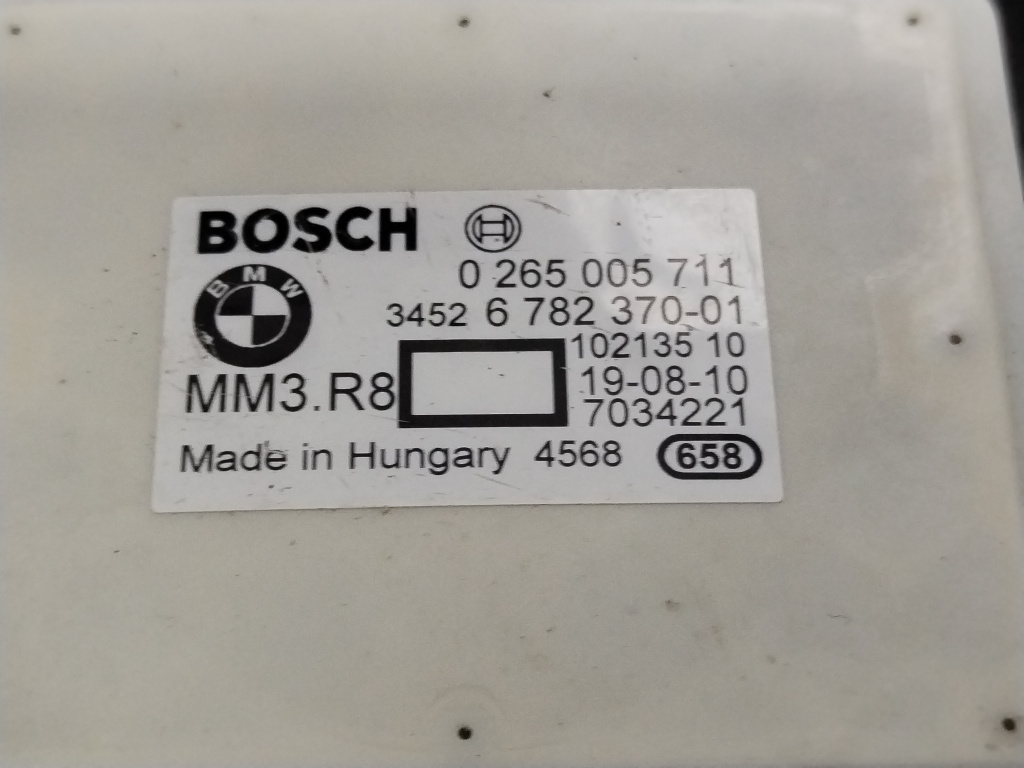 BOSCH
0 265 005 711
BMW
3452 6 782 370-01
102135 10
MM3.R8
19-08-10
7034221
Made in Hungary 4568 658